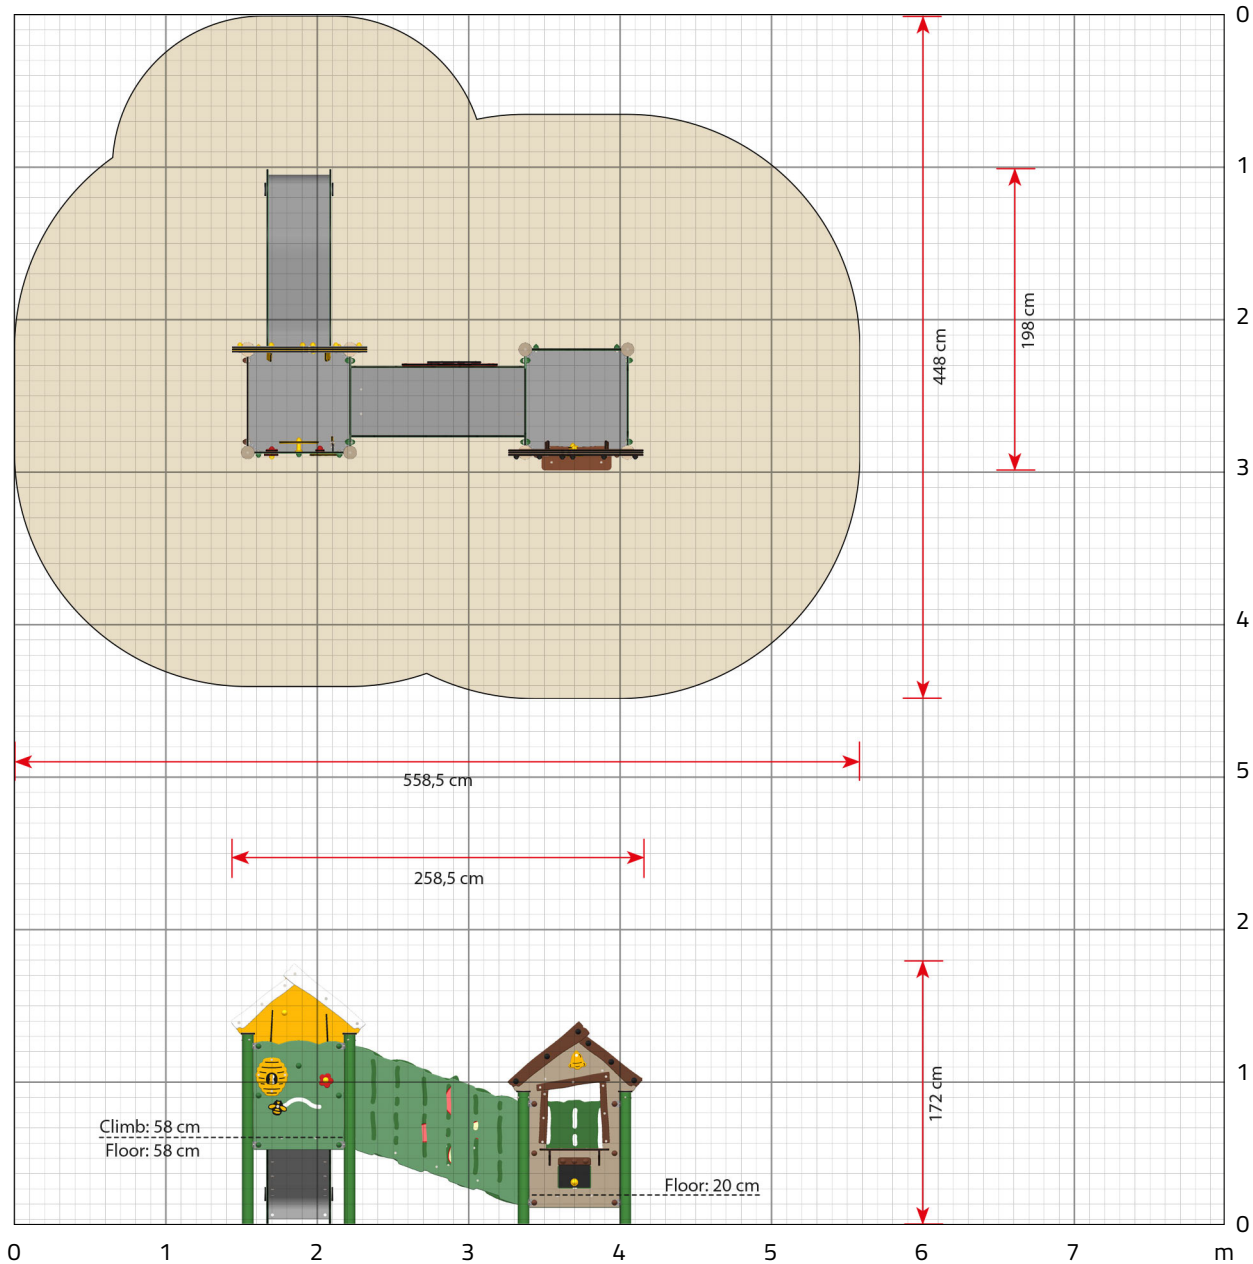 0
1
198 cm
2
448 cm
3
4
5
558,5 cm
258,5 cm
2
1
172 cm
Climb: 58 cm
Floor: 58 cm
Floor: 20 cm
0
0 1 2 3 4 5 6 7 m